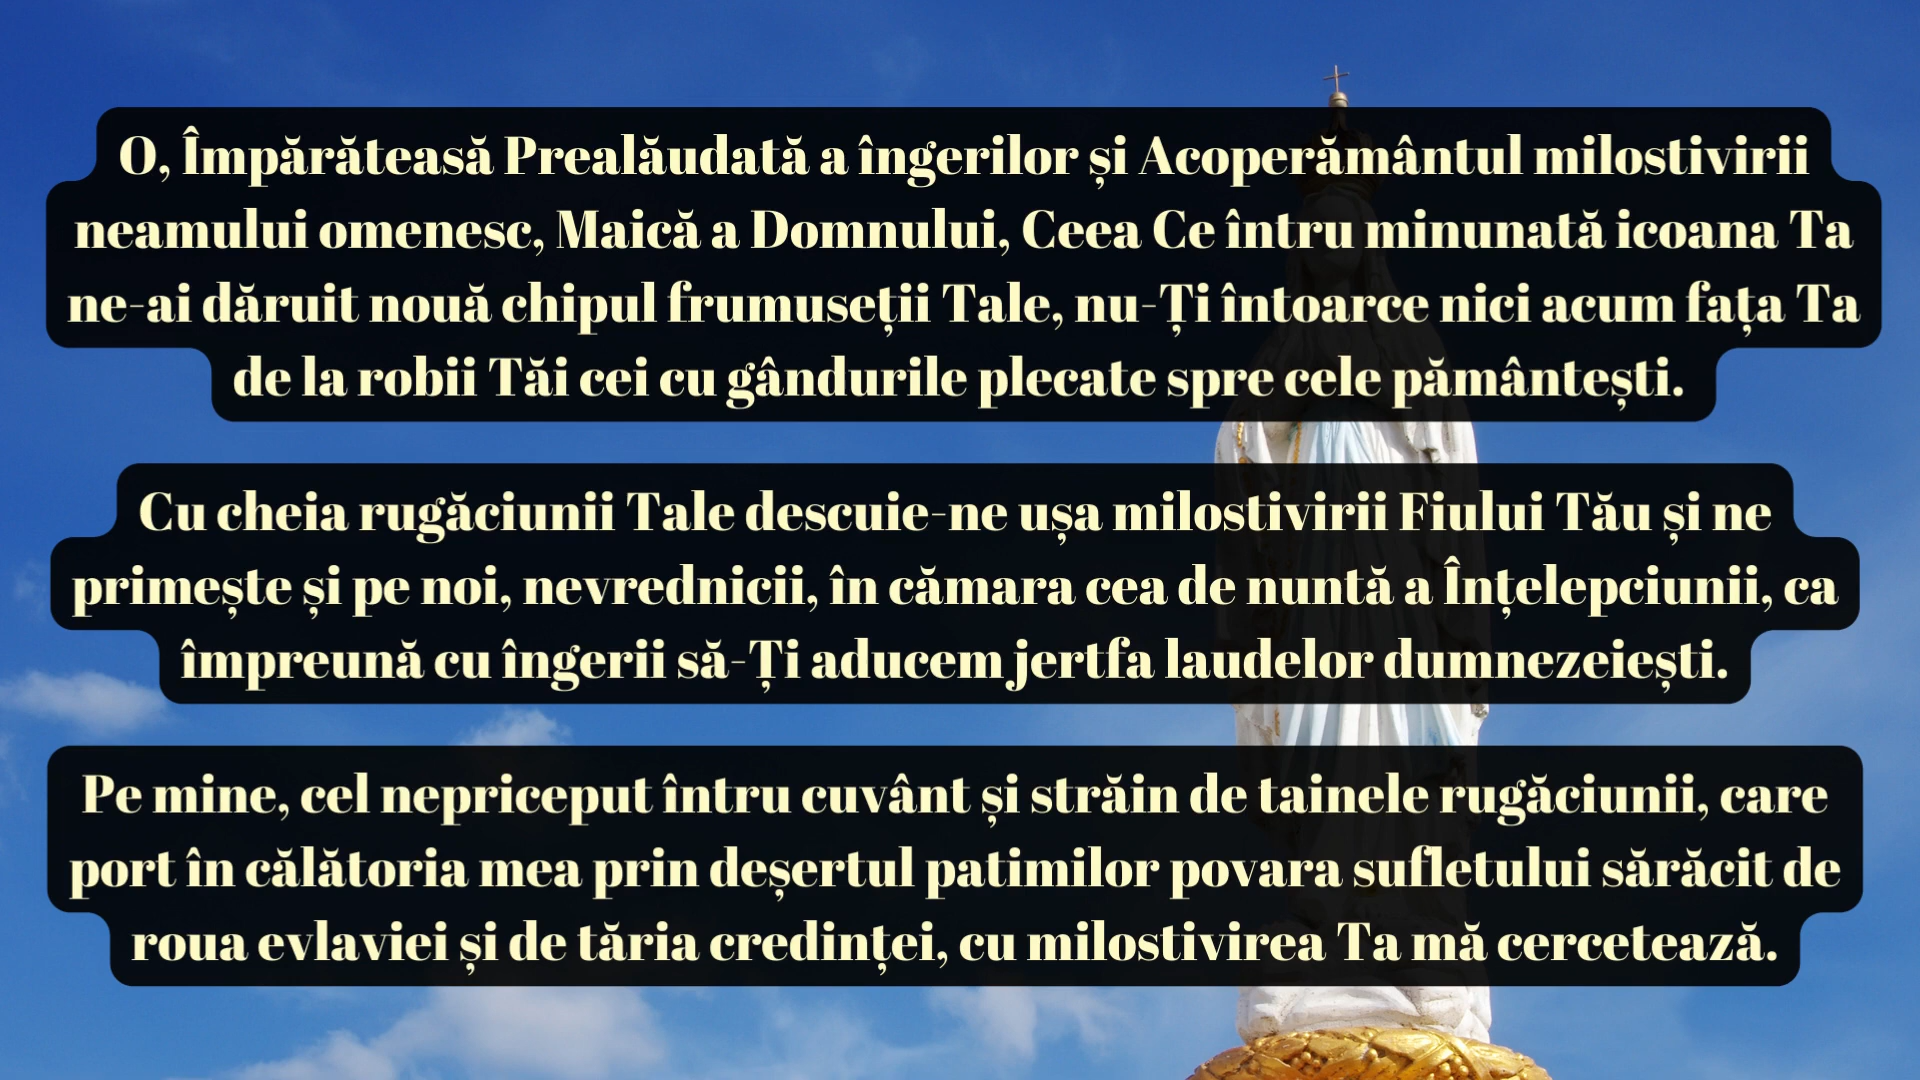 O, Împărăteasă Prealăudată a îngerilor și Acoperământul milostivirii
neamului omenesc, Maică a Domnului, Ceea Ce întru minunată icoana Ta
ne-ai dăruit nouă chipul frumuseții Tale, nu-Ți întoarce nici acum fața Ta
de la robii Tăi cei cu gândurile plecate spre cele pământești.
Cu cheia rugăciunii Tale descuie-ne ușa milostivirii Fiului Tău și ne
primește și pe noi, nevrednicii, în cămara cea de nuntă a Înțelepciunii, ca
împreună cu îngerii să-Ți aducem jertfa laudelor dumnezeiești.
Pe mine, cel nepriceput întru cuvânt și străin de tainele rugăciunii, care
port în călătoria mea prin deșertul patimilor povara sufletului sărăcit de
roua evlaviei și de tăria credinței, cu milostivirea Ta mă cercetează.